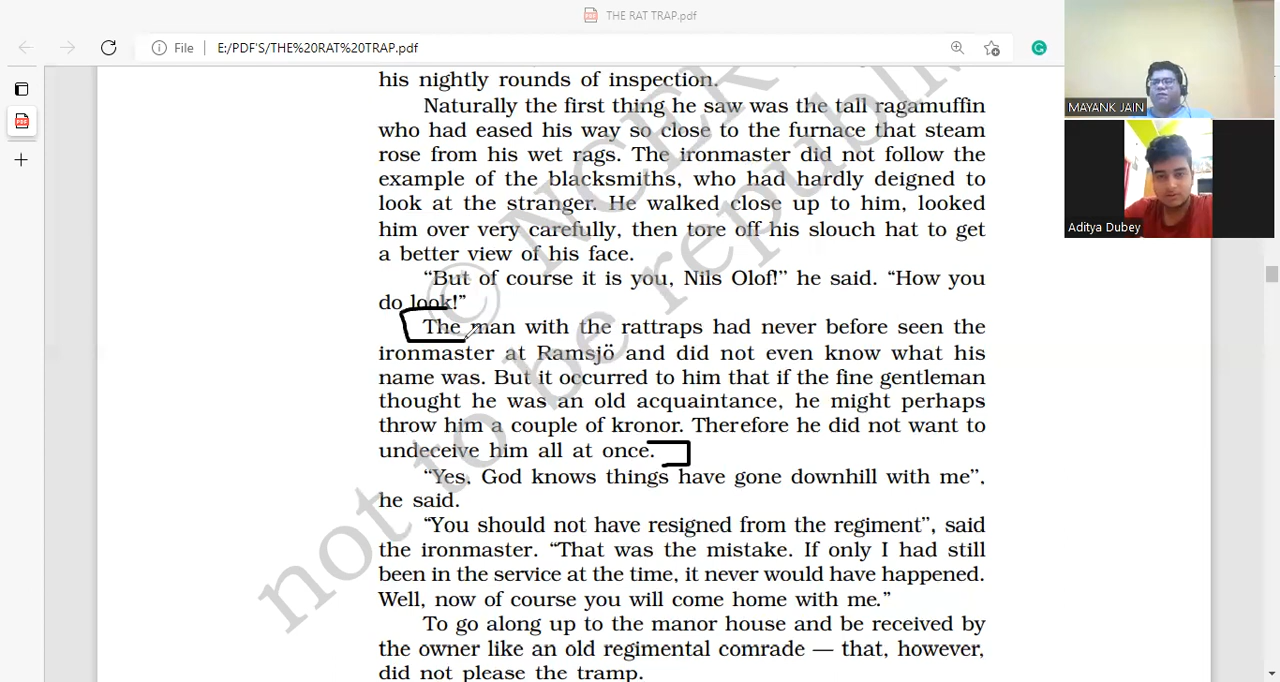 THE RAT TRAP.pdf
File E:/PDF'S/THE%20RAT%20TRAP.pdf
MAYANK JAIN
Aditya Dubey
his nightly rounds of inspection.
Naturally the first thing he saw was the tall ragamuffin
who had eased his way so close to the furnace that steam
rose from his wet rags. The ironmaster did not follow the
example of the blacksmiths, who had hardly deigned to
look at the stranger. He walked close up to him, looked
him over very carefully, then tore off his slouch hat to get
a better view of his face.
“But of course it is you, Nils Olof!” he said. “How you
do look!”
The man with the rattraps had never before seen the
ironmaster at Ramsjö and did not even know what his
name was. But it occurred to him that if the fine gentleman
thought he was an old acquaintance, he might perhaps
throw him a couple of kronor. Therefore he did not want to
undeceive him all at once.
“Yes, God knows things have gone downhill with me”,
he said.
“You should not have resigned from the regiment”, said
the ironmaster. “That was the mistake. If only I had still
been in the service at the time, it never would have happened.
Well, now of course you will come home with me.”
To go along up to the manor house and be received by
the owner like an old regimental comrade — that, however,
did not please the tramp.
© NCER
not to be republi